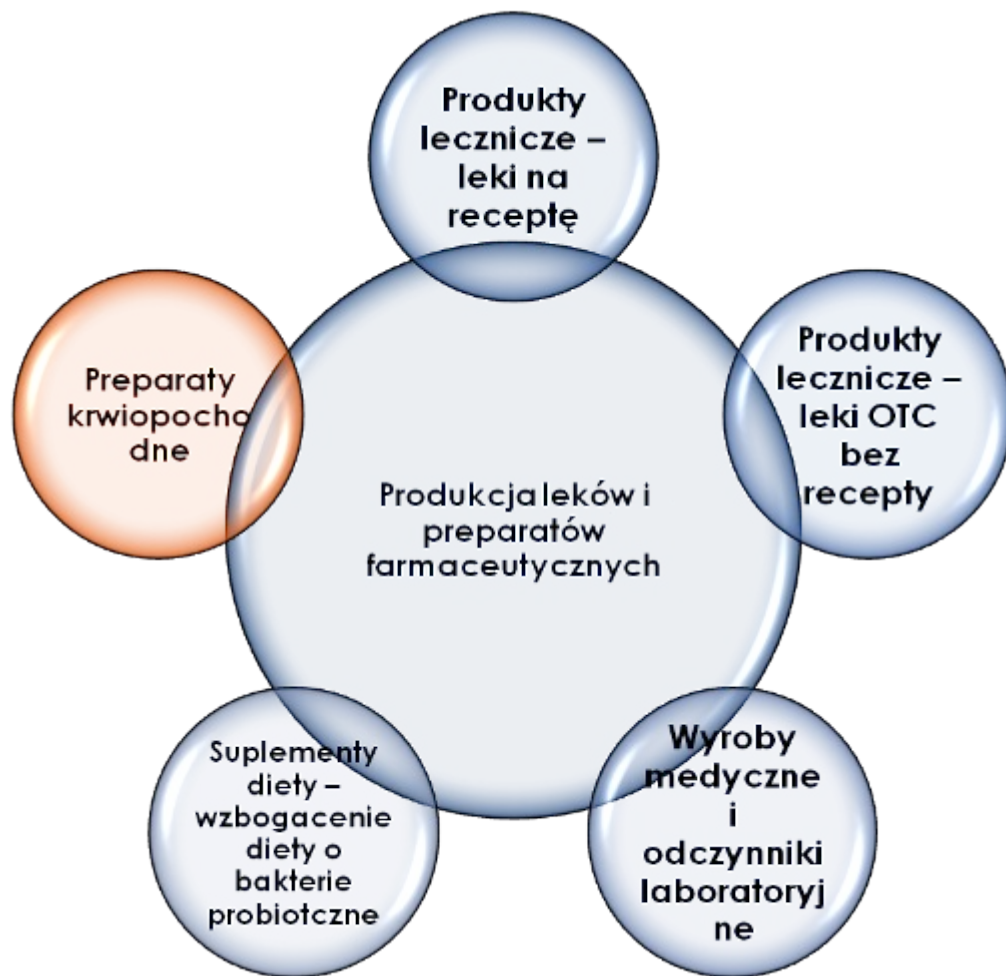 Produkty
lecznicze –
leki na
receptę
Preparaty
krwiopocho
dne
Produkty
lecznicze –
leki OTC
bez
recepty
Produkcja leków i
preparatów
farmaceutycznych
Suplementy
diety –
wzbogacenie
diety o
bakterie
probiotczne
Wyroby
medyczne
i
odczynniki
laboratoryj
ne